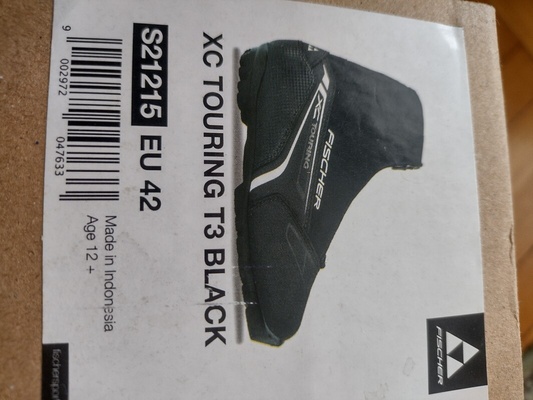 XC TOURING T3 BLACK
S21215 EU 42
9 002972 047633
Made in Indonesia
Age 12 +
FISCHER
XC
TOURING
FISCHER